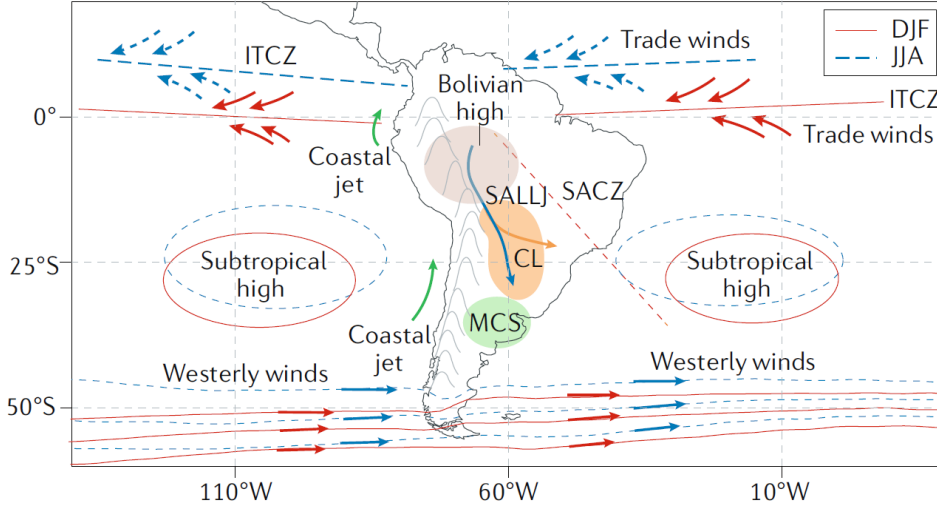 DJF
JJA
ITCZ
Trade winds
Bolivian
high
ITCZ
0°
Trade winds
Coastal
jet
SALLJ
SACZ
Subtropical
high
25°S
CL
Subtropical
high
MCS
Coastal
jet
Westerly winds
Westerly winds
50°S
110°W
60°W
10°W